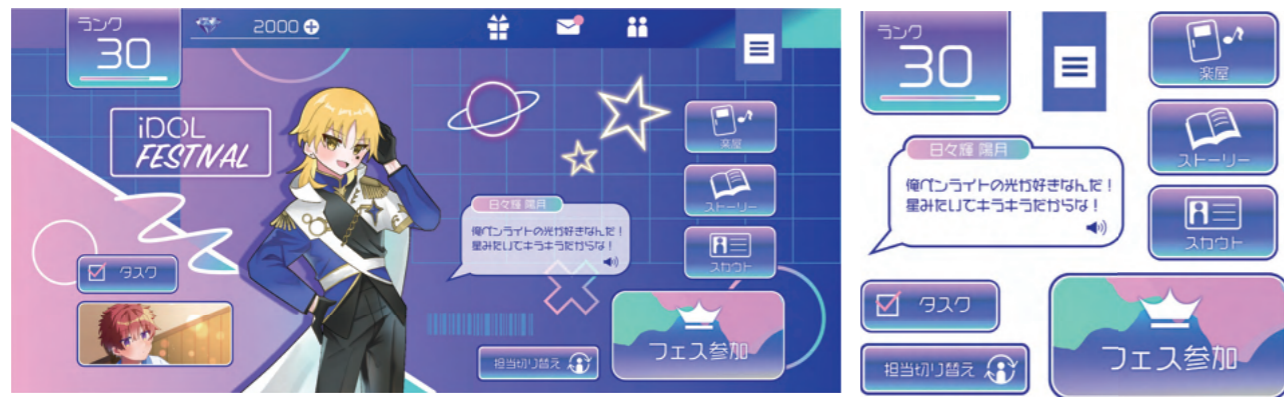 ランク
30
2000
iDOL
FESTIVAL
楽屋
ストーリー
スカウト
日々輝 陽月
俺ペンライトの光が好きなんだ！
星みたいでキラキラだからな！
タスク
担当切り替え
フェス参加
ランク
30
楽屋
ストーリー
スカウト
日々輝 陽月
俺ペンライトの光が好きなんだ！
星みたいでキラキラだからな！
タスク
担当切り替え
フェス参加